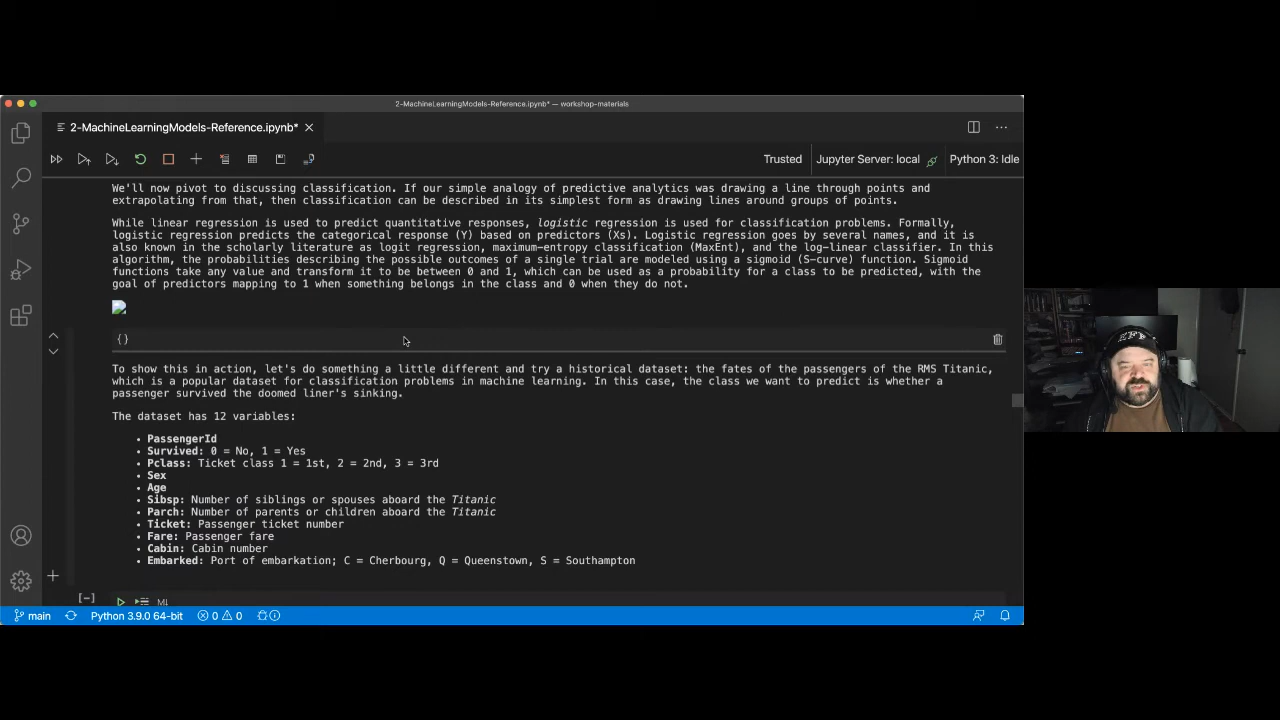 2-MachineLearningModels-Reference.ipynb* — workshop-materials
2-MachineLearningModels-Reference.ipynb*
Trusted
Jupyter Server: local
Python 3: Idle
We'll now pivot to discussing classification. If our simple analogy of predictive analytics was drawing a line through points and
extrapolating from that, then classification can be described in its simplest form as drawing lines around groups of points.
While linear regression is used to predict quantitative responses, logistic regression is used for classification problems. Formally,
logistic regression predicts the categorical response (Y) based on predictors (Xs). Logistic regression goes by several names, and it is
also known in the scholarly literature as logit regression, maximum-entropy classification (MaxEnt), and the log-linear classifier. In this
algorithm, the probabilities describing the possible outcomes of a single trial are modeled using a sigmoid (S-curve) function. Sigmoid
functions take any value and transform it to be between 0 and 1, which can be used as a probability for a class to be predicted, with the
goal of predictors mapping to 1 when something belongs in the class and 0 when they do not.
{}
To show this in action, let's do something a little different and try a historical dataset: the fates of the passengers of the RMS Titanic,
which is a popular dataset for classification problems in machine learning. In this case, the class we want to predict is whether a
passenger survived the doomed liner's sinking.
The dataset has 12 variables:
• PassengerId
• Survived: 0 = No, 1 = Yes
• Pclass: Ticket class 1 = 1st, 2 = 2nd, 3 = 3rd
• Sex
• Age
• Sibsp: Number of siblings or spouses aboard the Titanic
• Parch: Number of parents or children aboard the Titanic
• Ticket: Passenger ticket number
• Fare: Passenger fare
• Cabin: Cabin number
• Embarked: Port of embarkation; C = Cherbourg, Q = Queenstown, S = Southampton
[-]
M↓
main
Python 3.9.0 64-bit
0
0